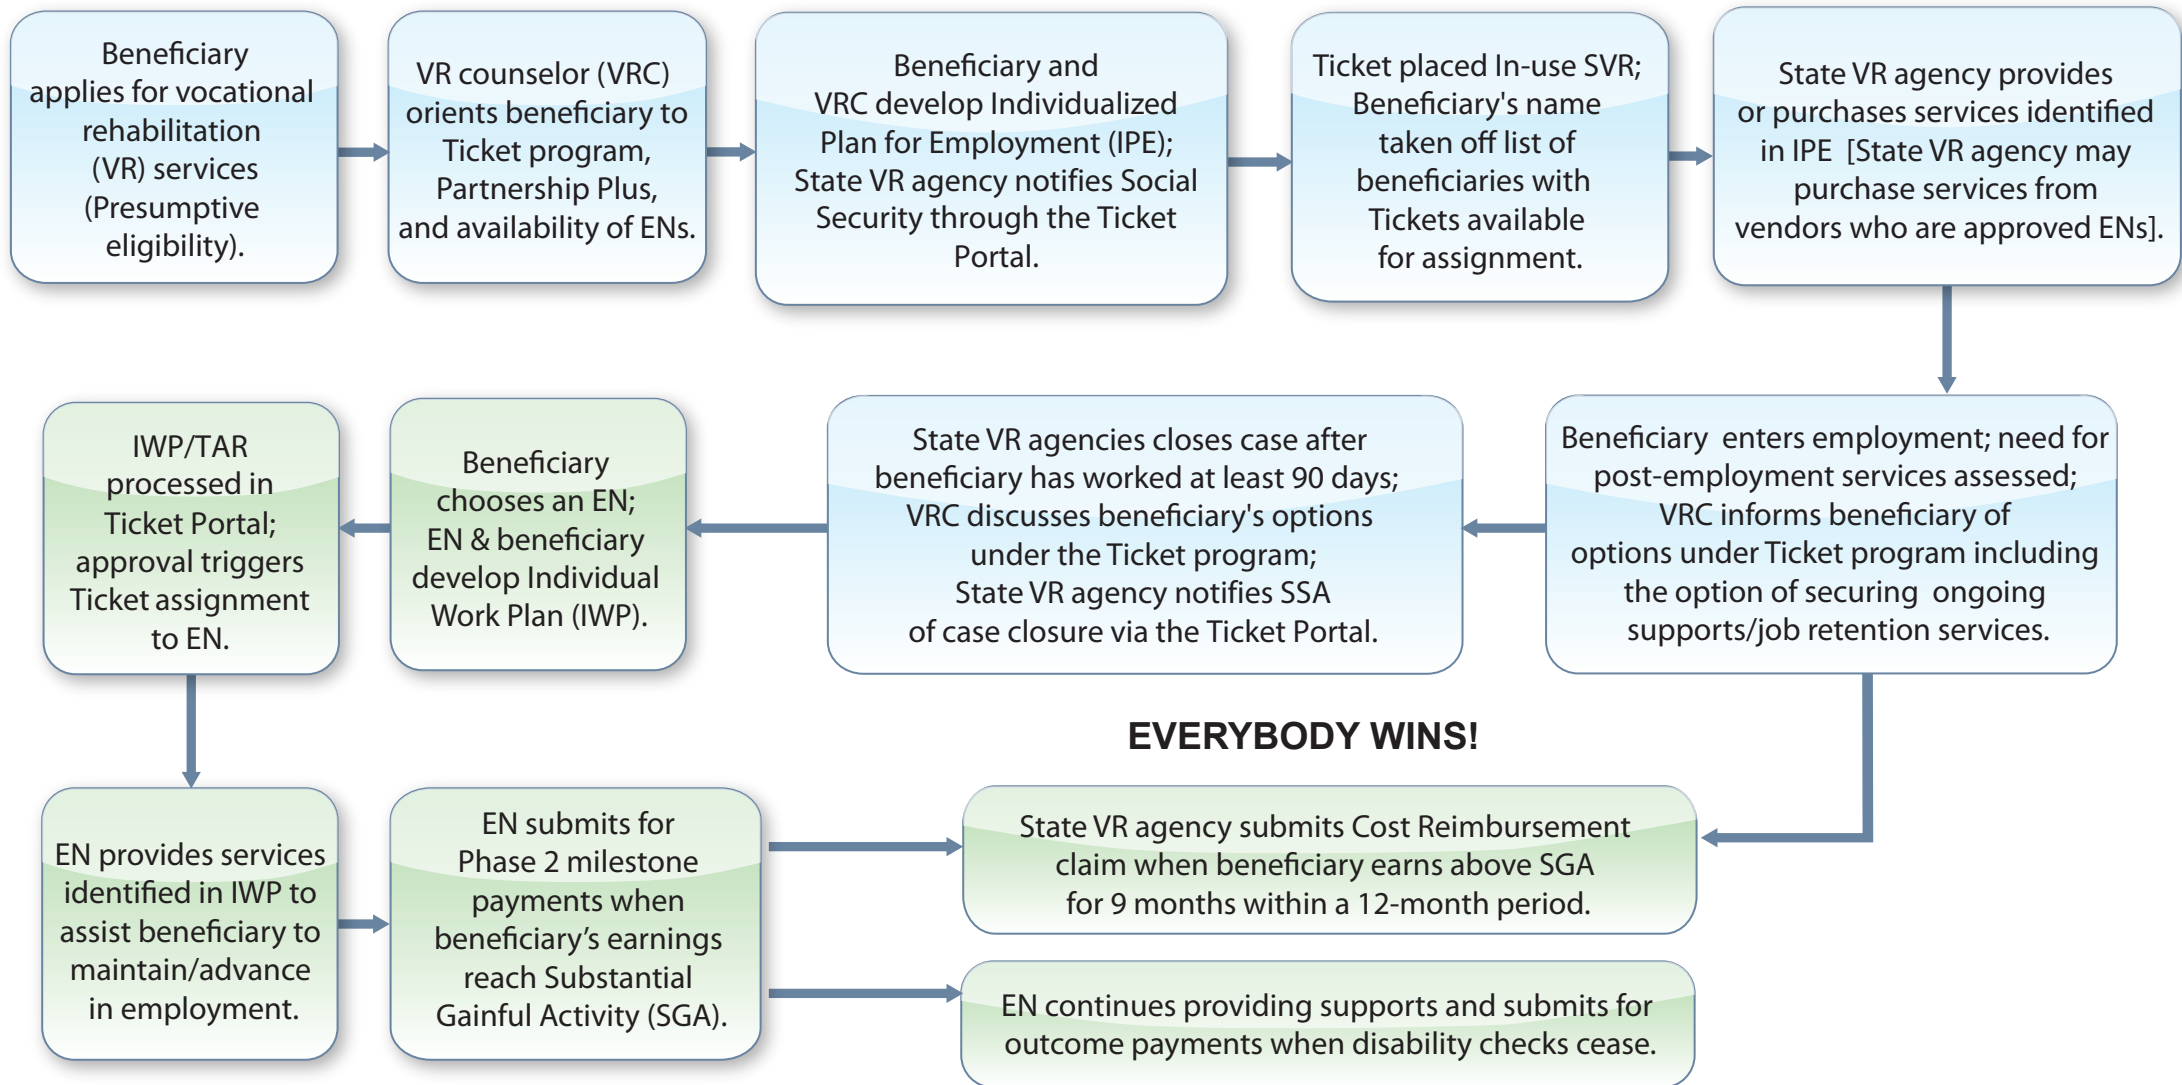 Beneficiary
applies for vocational
rehabilitation
(VR) services
(Presumptive
eligibility).
VR counselor (VRC)
orients beneficiary to
Ticket program,
Partnership Plus,
and availability of ENs.
Beneficiary and
VRC develop Individualized
Plan for Employment (IPE);
State VR agency notifies Social
Security through the Ticket
Portal.
Ticket placed In-use SVR;
Beneficiary's name
taken off list of
beneficiaries with
Tickets available
for assignment.
State VR agency provides
or purchases services identified
in IPE [State VR agency may
purchase services from
vendors who are approved ENs].
Beneficiary enters employment; need for
post-employment services assessed;
VRC informs beneficiary of
options under Ticket program including
the option of securing ongoing
supports/job retention services.
State VR agencies closes case after
beneficiary has worked at least 90 days;
VRC discusses beneficiary's options
under the Ticket program;
State VR agency notifies SSA
of case closure via the Ticket Portal.
Beneficiary
chooses an EN;
EN & beneficiary
develop Individual
Work Plan (IWP).
IWP/TAR
processed in
Ticket Portal;
approval triggers
Ticket assignment
to EN.
EN provides services
identified in IWP to
assist beneficiary to
maintain/advance
in employment.
EN submits for
Phase 2 milestone
payments when
beneficiary’s earnings
reach Substantial
Gainful Activity (SGA).
EVERYBODY WINS!
State VR agency submits Cost Reimbursement
claim when beneficiary earns above SGA
for 9 months within a 12-month period.
EN continues providing supports and submits for
outcome payments when disability checks cease.